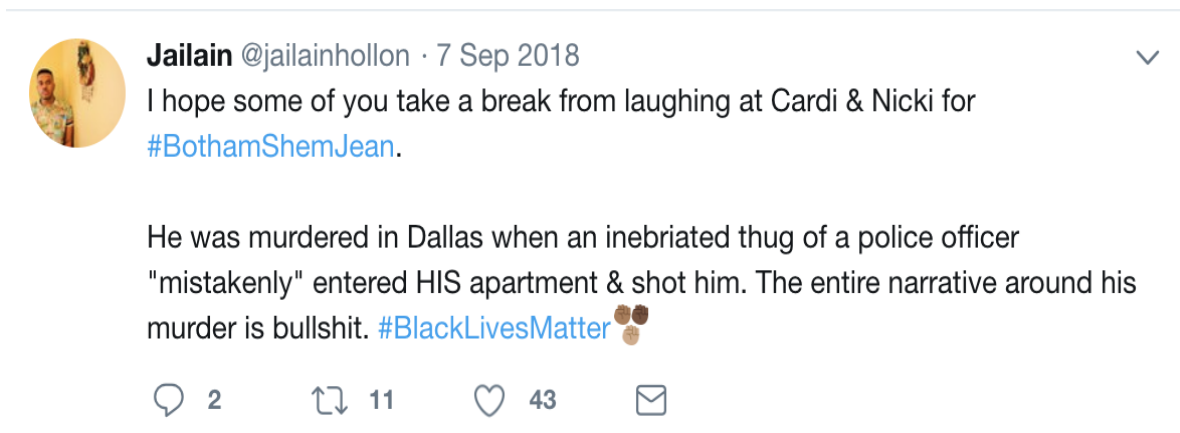 Jailain @jailainhollon · 7 Sep 2018
I hope some of you take a break from laughing at Cardi & Nicki for
#BothamShemJean.
He was murdered in Dallas when an inebriated thug of a police officer
"mistakenly" entered HIS apartment & shot him. The entire narrative around his
murder is bullshit. #BlackLivesMatter✊🏽✊🏿✊🏼
2 11 43